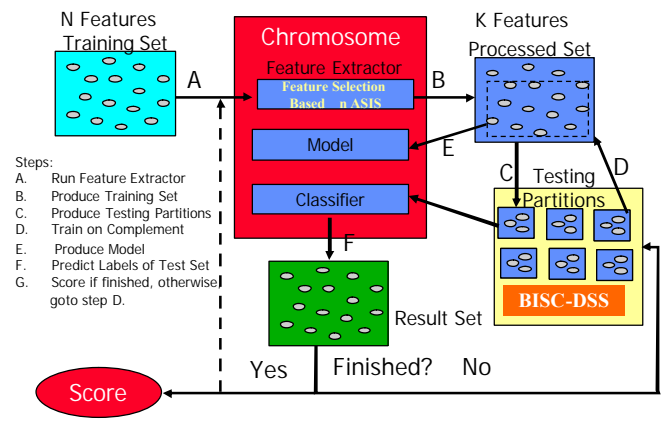 N Features
Training Set
Chromosome
K Features
Processed Set
A
Feature Extractor
B
Feature Selection
Based n ASIS
Model
E
C
D
Testing
Partitions
Classifier
Steps:
A. Run Feature Extractor
B. Produce Training Set
C. Produce Testing Partitions
D. Train on Complement
E. Produce Model
F. Predict Labels of Test Set
G. Score if finished, otherwise
goto step D.
F
BISC-DSS
Result Set
Yes Finished? No
Score